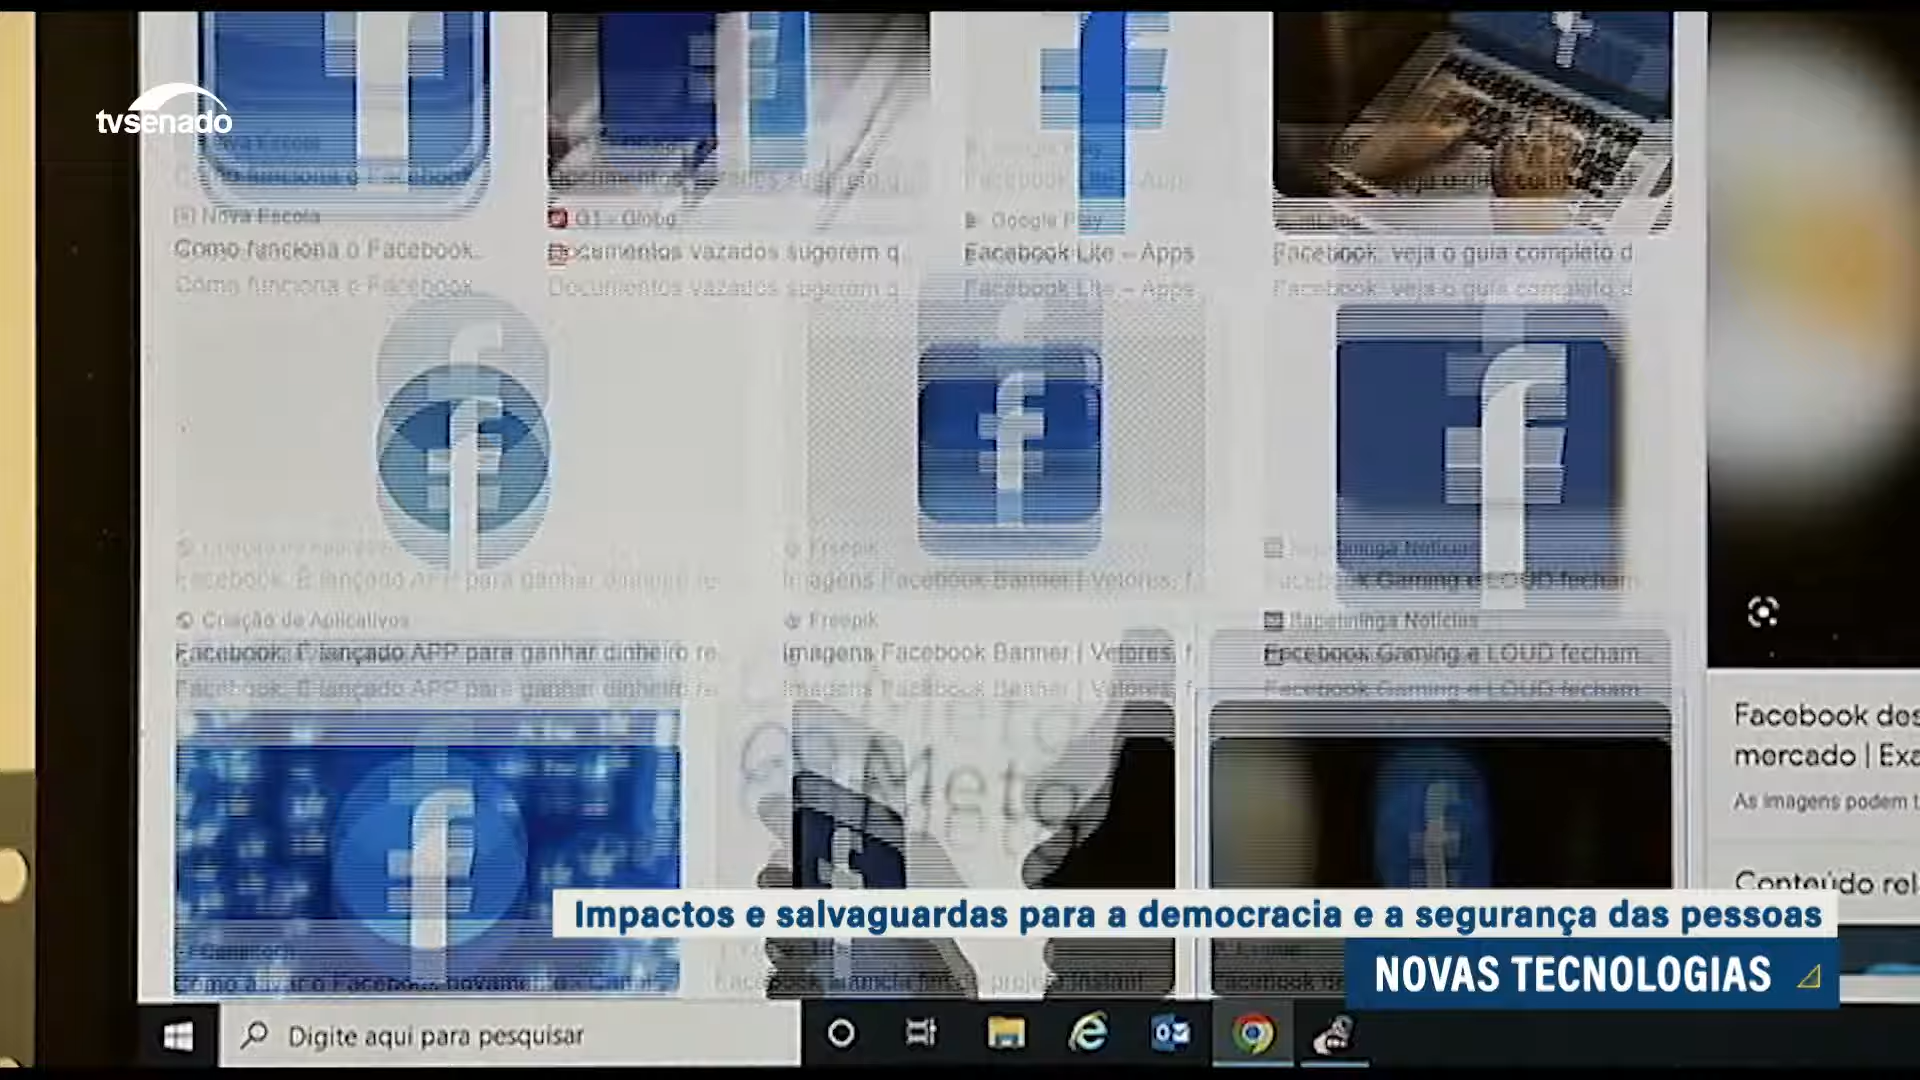 tvsenado
Nova Escola
G1 - Globo
Google Play
Como funciona o Facebook...
Documentos vazados sugerem q...
Facebook Lite – Apps
Facebook: veja o guia completo d
Criação de Aplicativos
Freepik
Itapetininga Notícias
Facebook: É lançado APP para ganhar dinheiro re...
Imagens Facebook Banner | Vetores, f...
Facebook Gaming e LOUD fecham...
Meta
Facebook des
mercado | Exa
As imagens podem t
Conteúdo rel
Impactos e salvaguardas para a democracia e a segurança das pessoas
NOVAS TECNOLOGIAS
Digite aqui para pesquisar